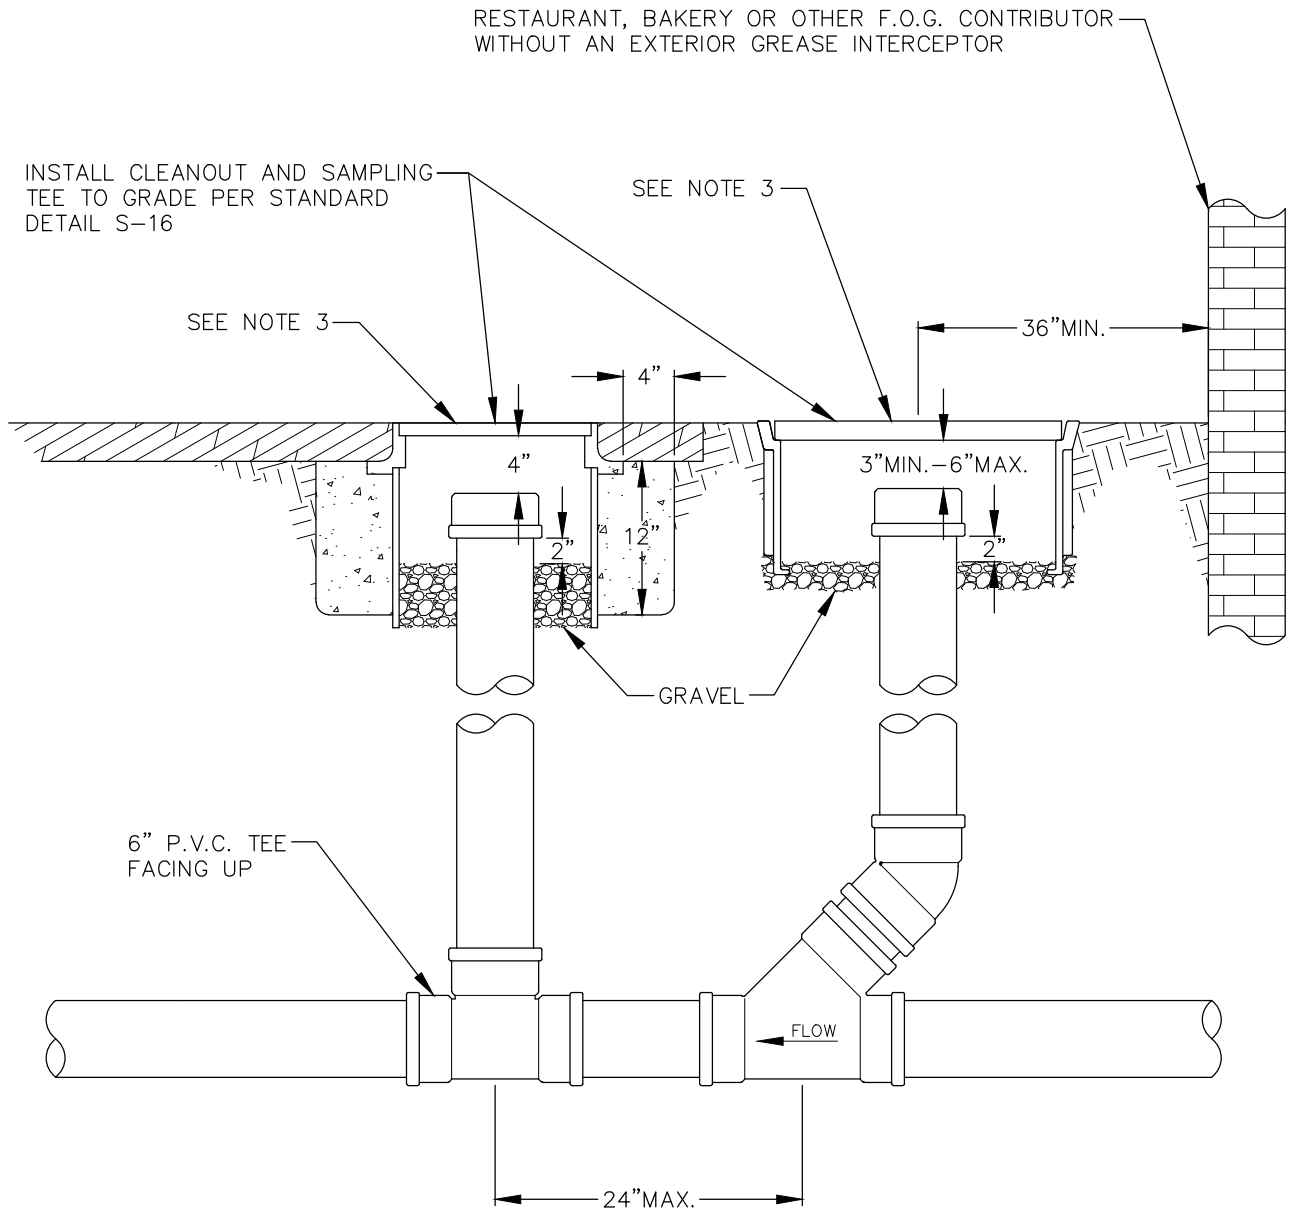 RESTAURANT, BAKERY OR OTHER F.O.G. CONTRIBUTOR
WITHOUT AN EXTERIOR GREASE INTERCEPTOR
INSTALL CLEANOUT AND SAMPLING
TEE TO GRADE PER STANDARD
DETAIL S-16
SEE NOTE 3
SEE NOTE 3
36"MIN.
4"
4"
3"MIN.-6"MAX.
12"
2"
2"
GRAVEL
6" P.V.C. TEE
FACING UP
FLOW
24"MAX.